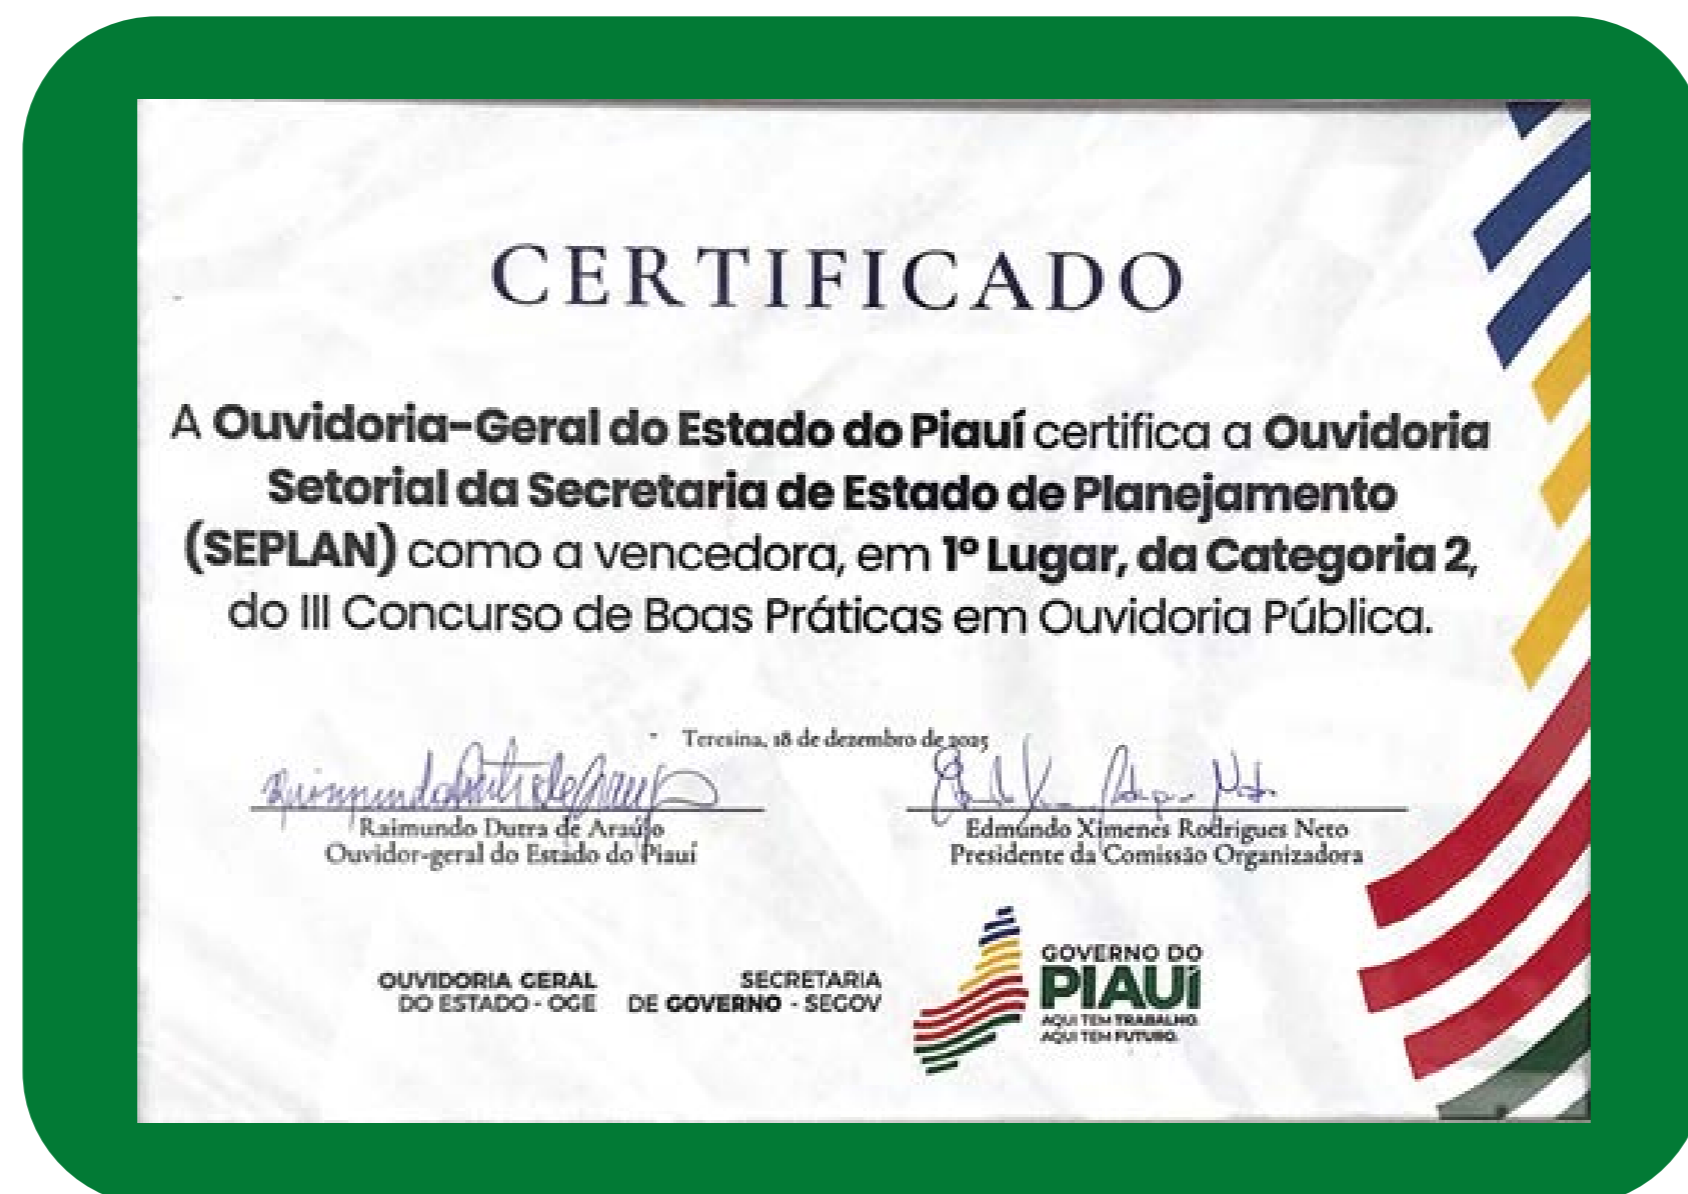 CERTIFICADO
A Ouvidoria-Geral do Estado do Piauí certifica a Ouvidoria
Setorial da Secretaria de Estado de Planejamento
(SEPLAN) como a vencedora, em 1º Lugar, da Categoria 2,
do III Concurso de Boas Práticas em Ouvidoria Pública.
Teresina, 18 de dezembro de 2025
Raimundo Dutra de Araújo
Ouvidor-geral do Estado do Piauí
Edmundo Ximenes Rodrigues Neto
Presidente da Comissão Organizadora
OUVIDORIA GERAL
DO ESTADO - OGE
SECRETARIA
DE GOVERNO - SEGOV
GOVERNO DO
PIAUÍ
AQUI TEM TRABALHO.
AQUI TEM FUTURO.